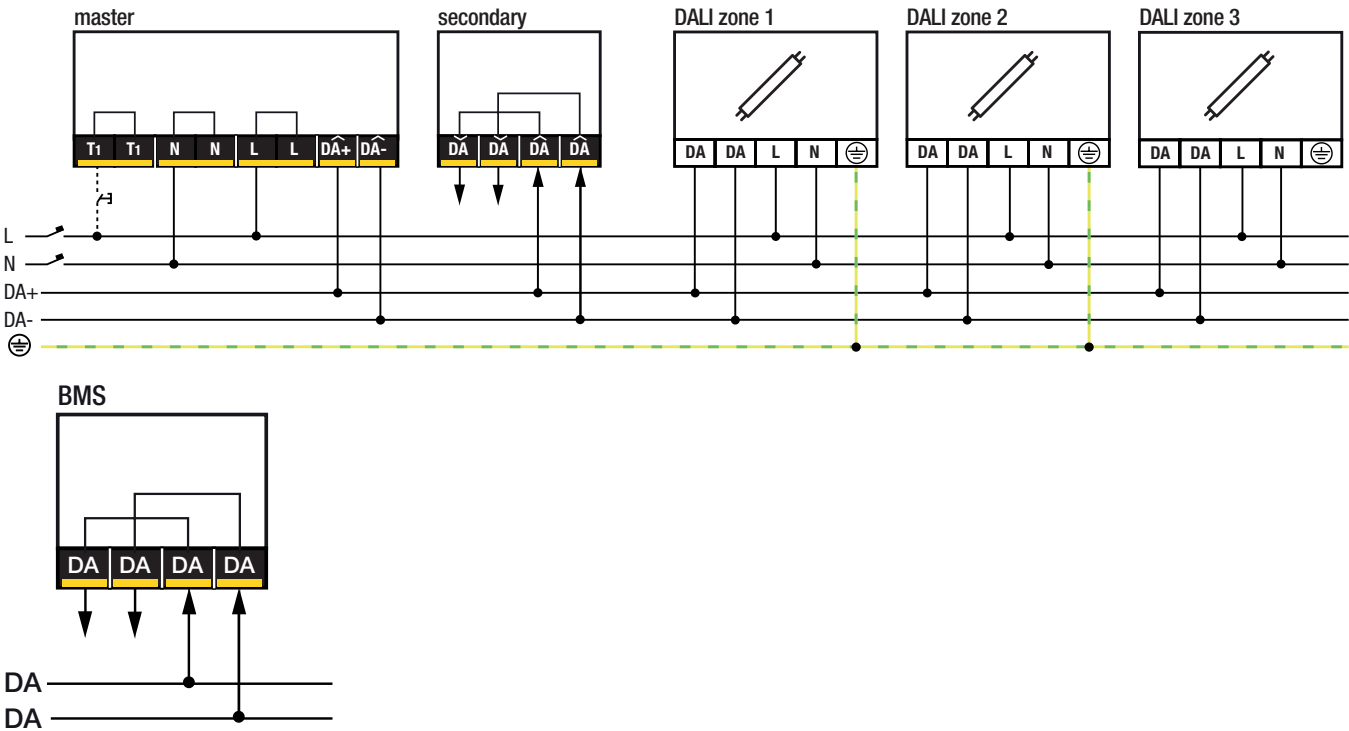 master secondary DALI zone 1 DALI zone 2 DALI zone 3
T1 T1 N N L L DA+ DA- DA DA DA DA DA DA L N DA DA L N DA DA L N
L
N
DA+
DA-
BMS
DA DA DA DA
DA
DA